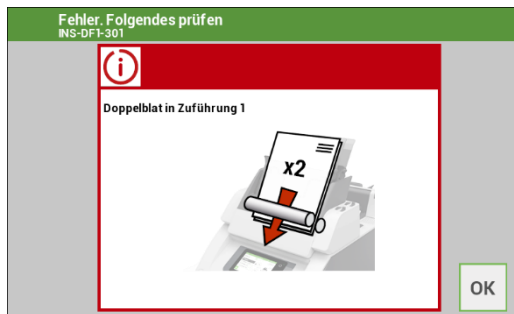 Fehler. Folgendes prüfen
INS-DF1-301
Doppelblat in Zuführung 1
x2
OK